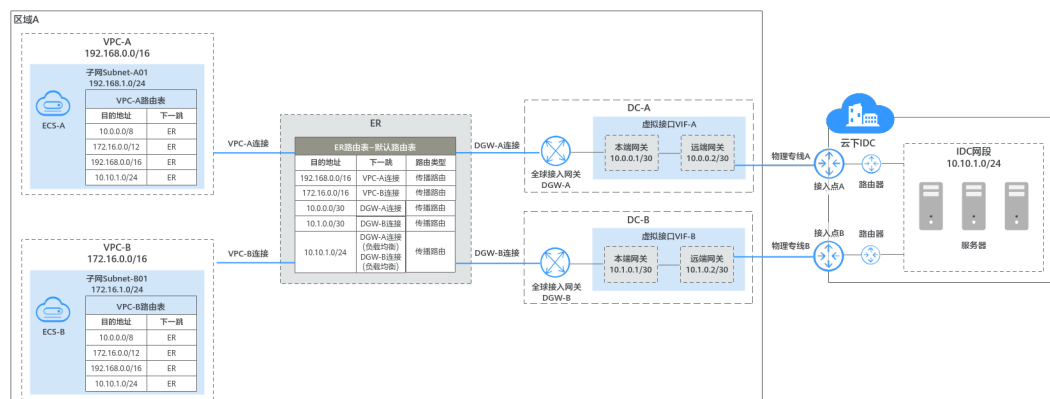 区域A
VPC-A
192.168.0.0/16
子网Subnet-A01
192.168.1.0/24
ECS-A
VPC-A路由表
目的地址 下一跳
10.0.0.0/8 ER
172.16.0.0/12 ER
192.168.0.0/16 ER
10.10.1.0/24 ER
VPC-A连接
VPC-B
172.16.0.0/16
子网Subnet-B01
172.16.1.0/24
ECS-B
VPC-B路由表
目的地址 下一跳
10.0.0.0/8 ER
172.16.0.0/12 ER
192.168.0.0/16 ER
10.10.1.0/24 ER
VPC-B连接
ER
ER路由表–默认路由表
目的地址 下一跳 路由类型
192.168.0.0/16 VPC-A连接 传播路由
172.16.0.0/16 VPC-B连接 传播路由
10.0.0.0/30 DGW-A连接 传播路由
10.1.0.0/30 DGW-B连接 传播路由
10.10.1.0/24 DGW-A连接 传播路由
(负载均衡)
DGW-B连接
(负载均衡)
DGW-A连接
DC-A
全球接入网关
DGW-A
虚拟接口VIF-A
本端网关
10.0.0.1/30
远端网关
10.0.0.2/30
物理专线A
DGW-B连接
DC-B
全球接入网关
DGW-B
虚拟接口VIF-B
本端网关
10.1.0.1/30
远端网关
10.1.0.2/30
物理专线B
云下IDC
接入点A
路由器
接入点B
路由器
IDC网段
10.10.1.0/24
服务器